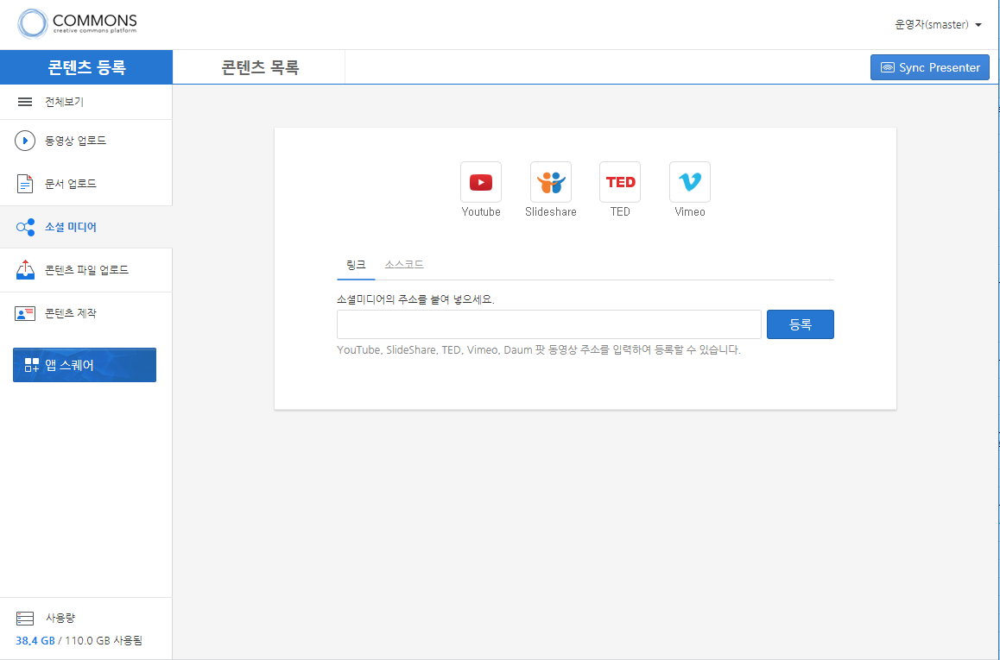 COMMONS
creative commons platform
운영자(smaster)
콘텐츠 등록
콘텐츠 목록
Sync Presenter
전체보기
동영상 업로드
문서 업로드
소셜 미디어
콘텐츠 파일 업로드
콘텐츠 제작
앱 스퀘어
TED
Youtube
Slideshare
TED
Vimeo
링크
소스코드
소셜미디어의 주소를 붙여 넣으세요.
등록
YouTube, SlideShare, TED, Vimeo, Daum 팟 동영상 주소를 입력하여 등록할 수 있습니다.
사용량
38.4 GB / 110.0 GB 사용됨